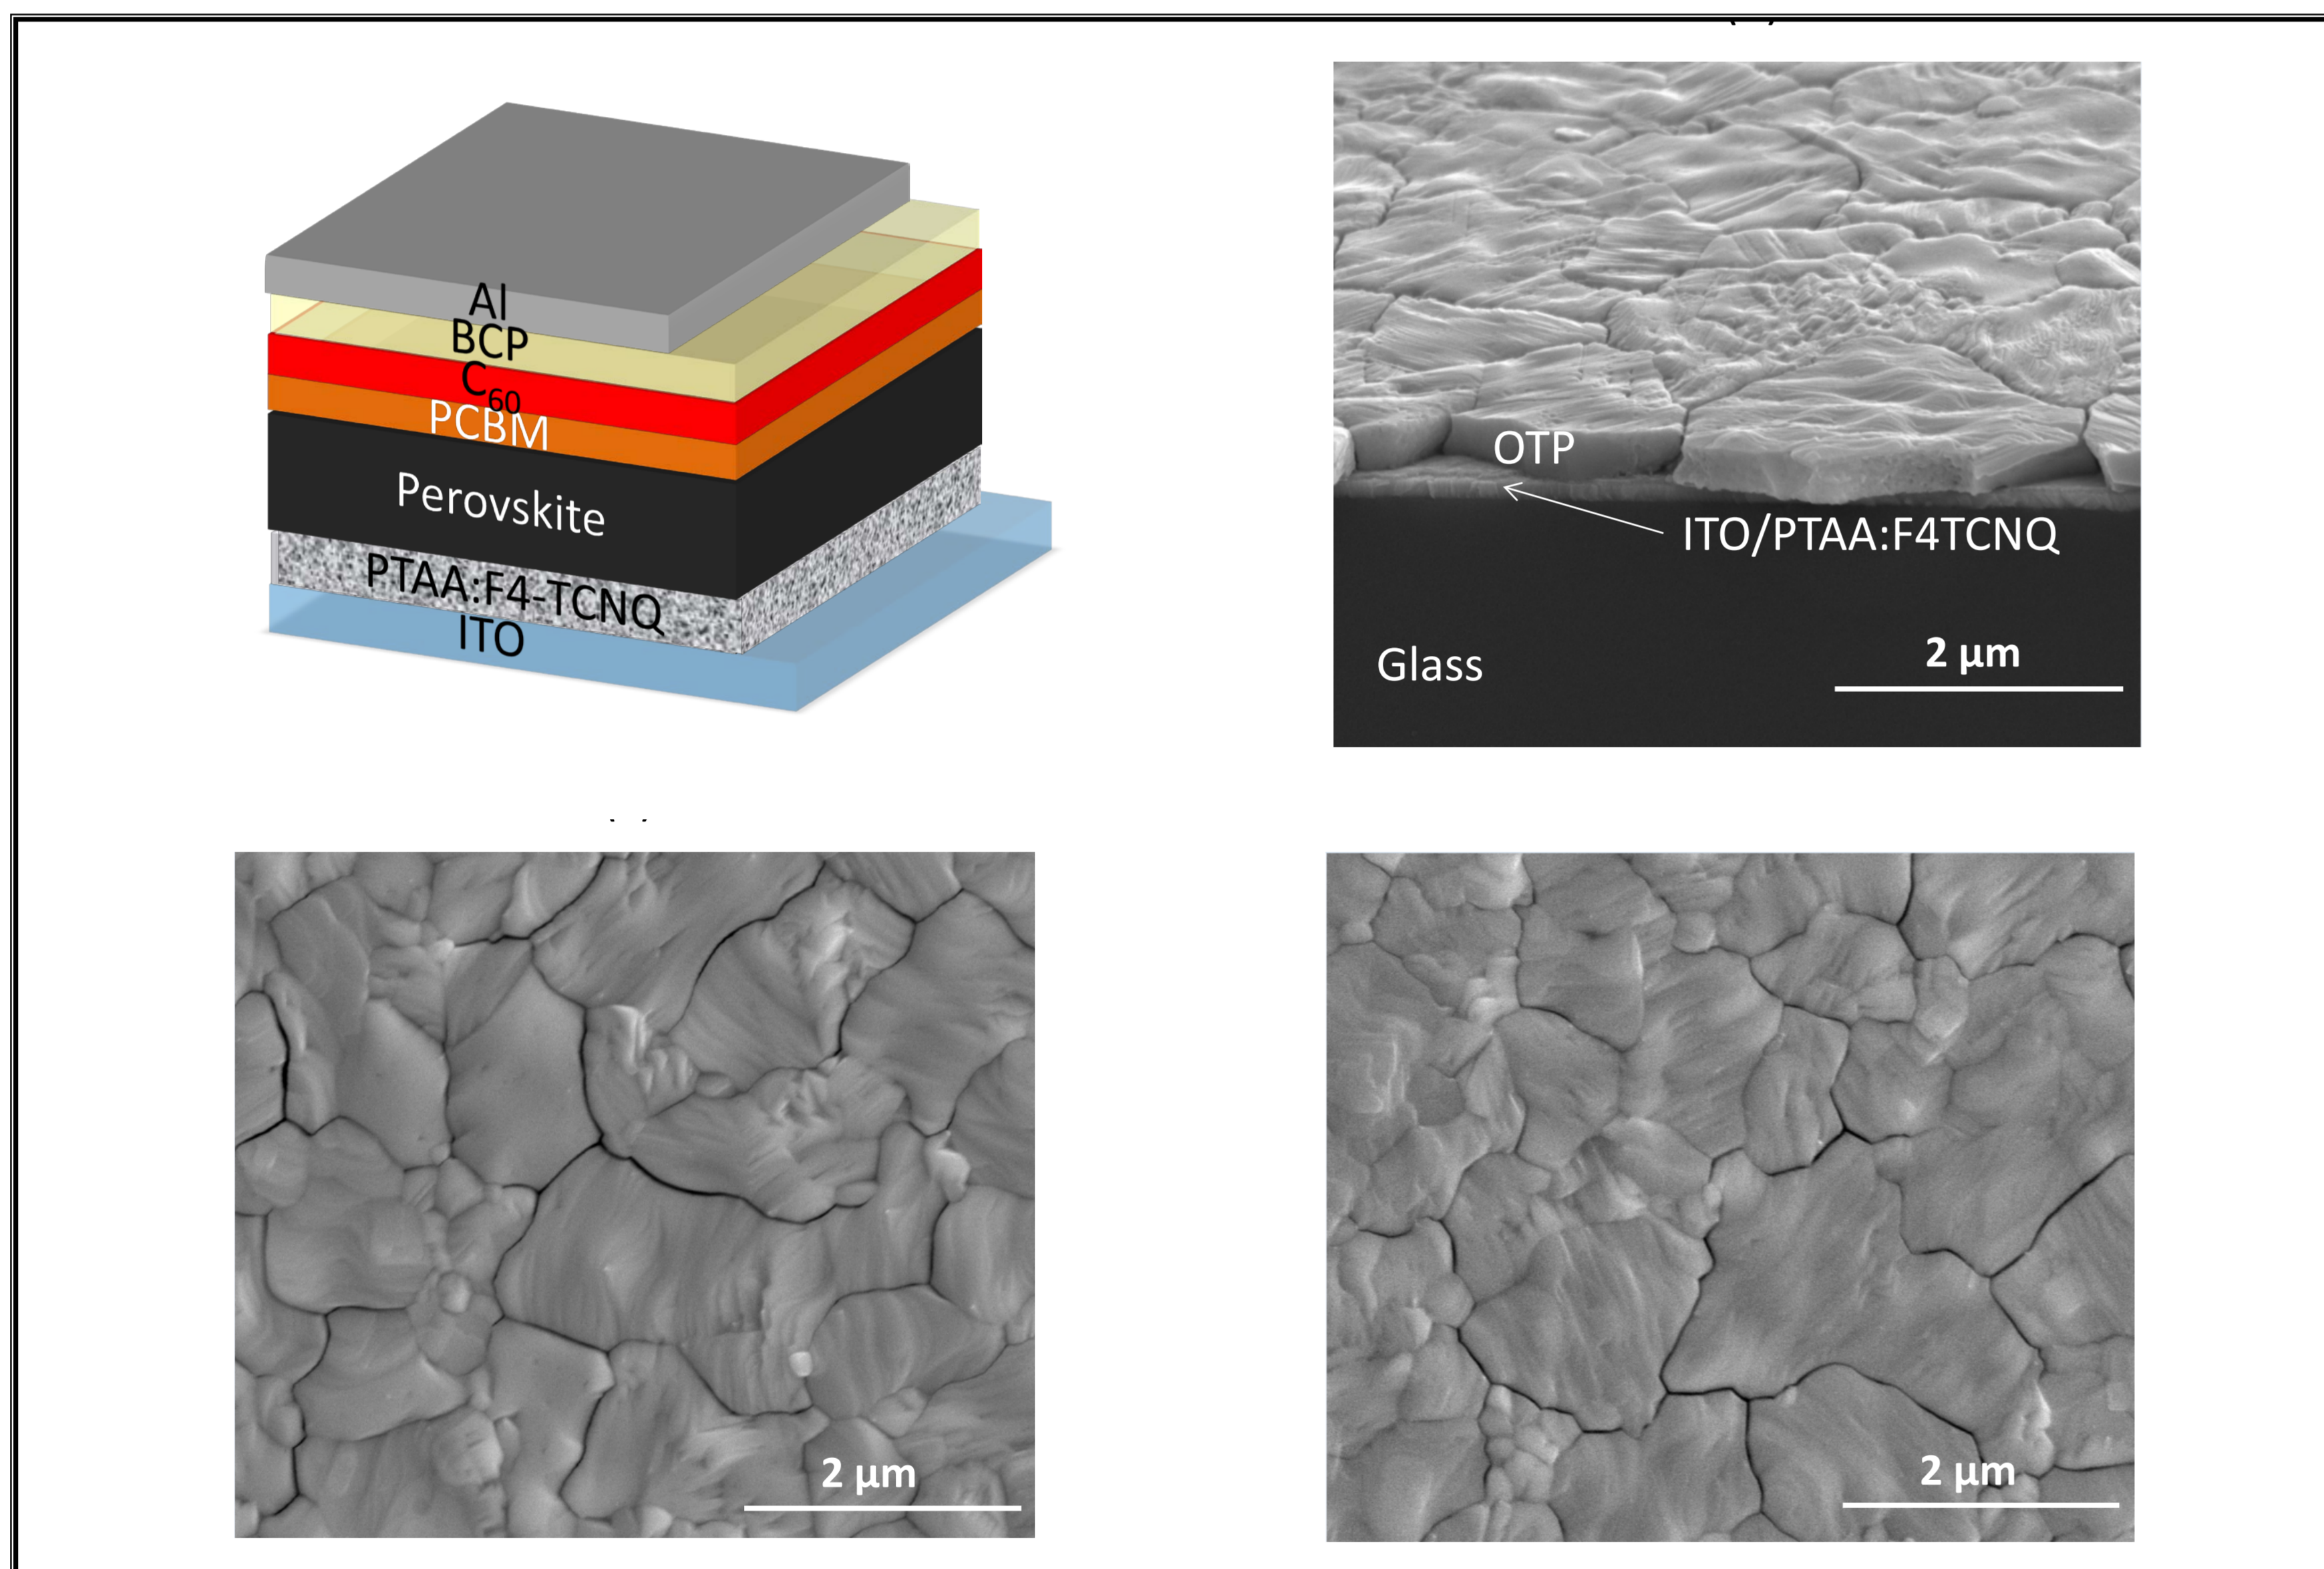 Al
BCP
C₆₀
PCBM
Perovskite
PTAA:F4-TCNQ
ITO
OTP
ITO/PTAA:F4TCNQ
Glass
2 µm
2 µm
2 µm